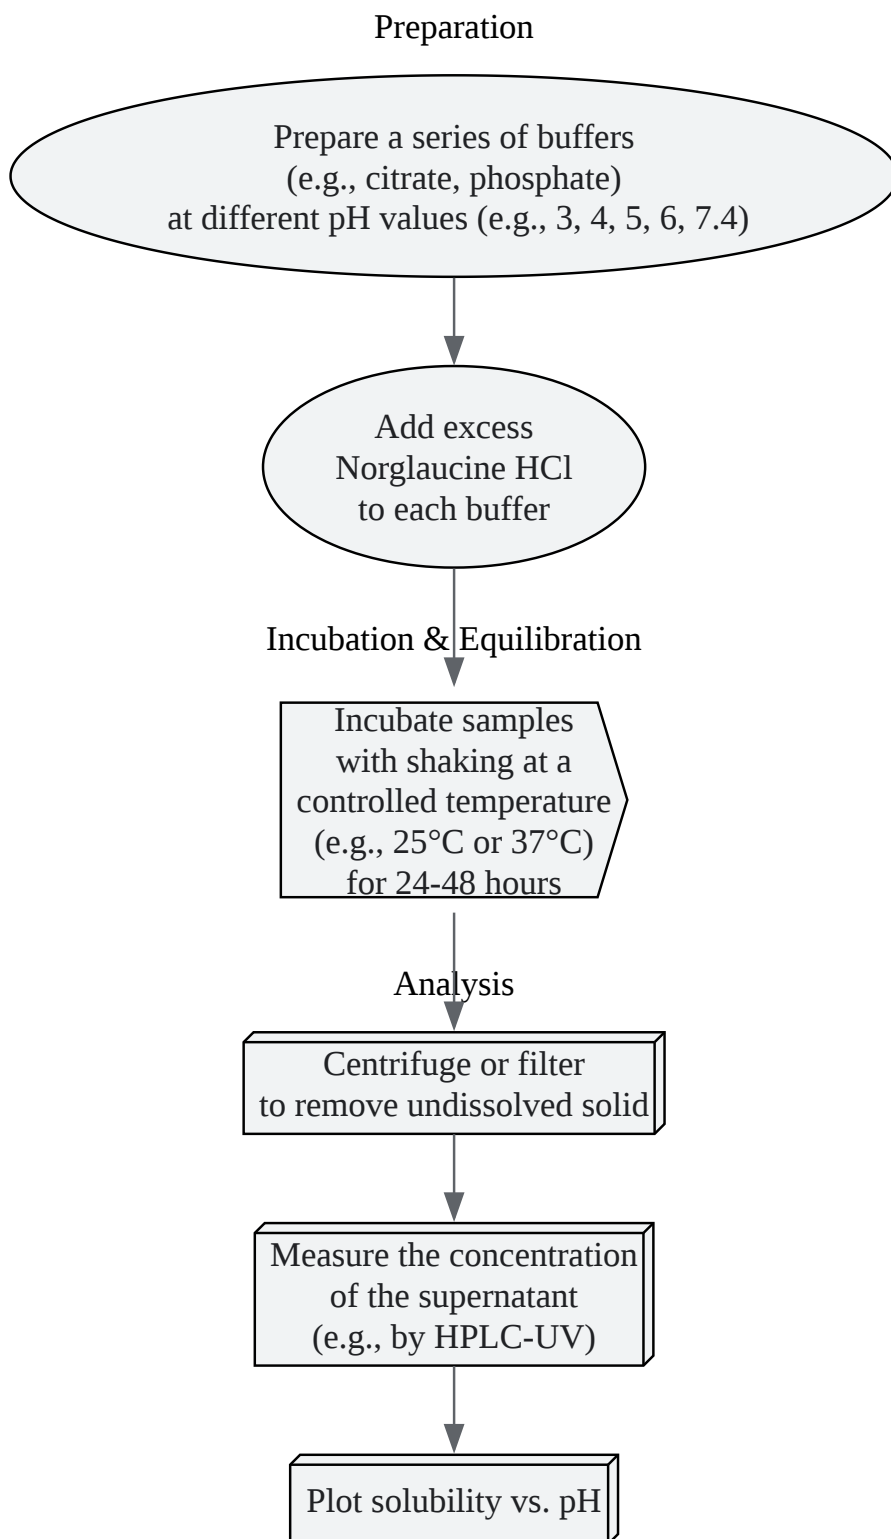 Preparation
Prepare a series of buffers
(e.g., citrate, phosphate)
at different pH values (e.g., 3, 4, 5, 6, 7.4)
Add excess
Norglaucine HCl
to each buffer
Incubation & Equilibration
Incubate samples
with shaking at a
controlled temperature
(e.g., 25°C or 37°C)
for 24-48 hours
Analysis
Centrifuge or filter
to remove undissolved solid
Measure the concentration
of the supernatant
(e.g., by HPLC-UV)
Plot solubility vs. pH